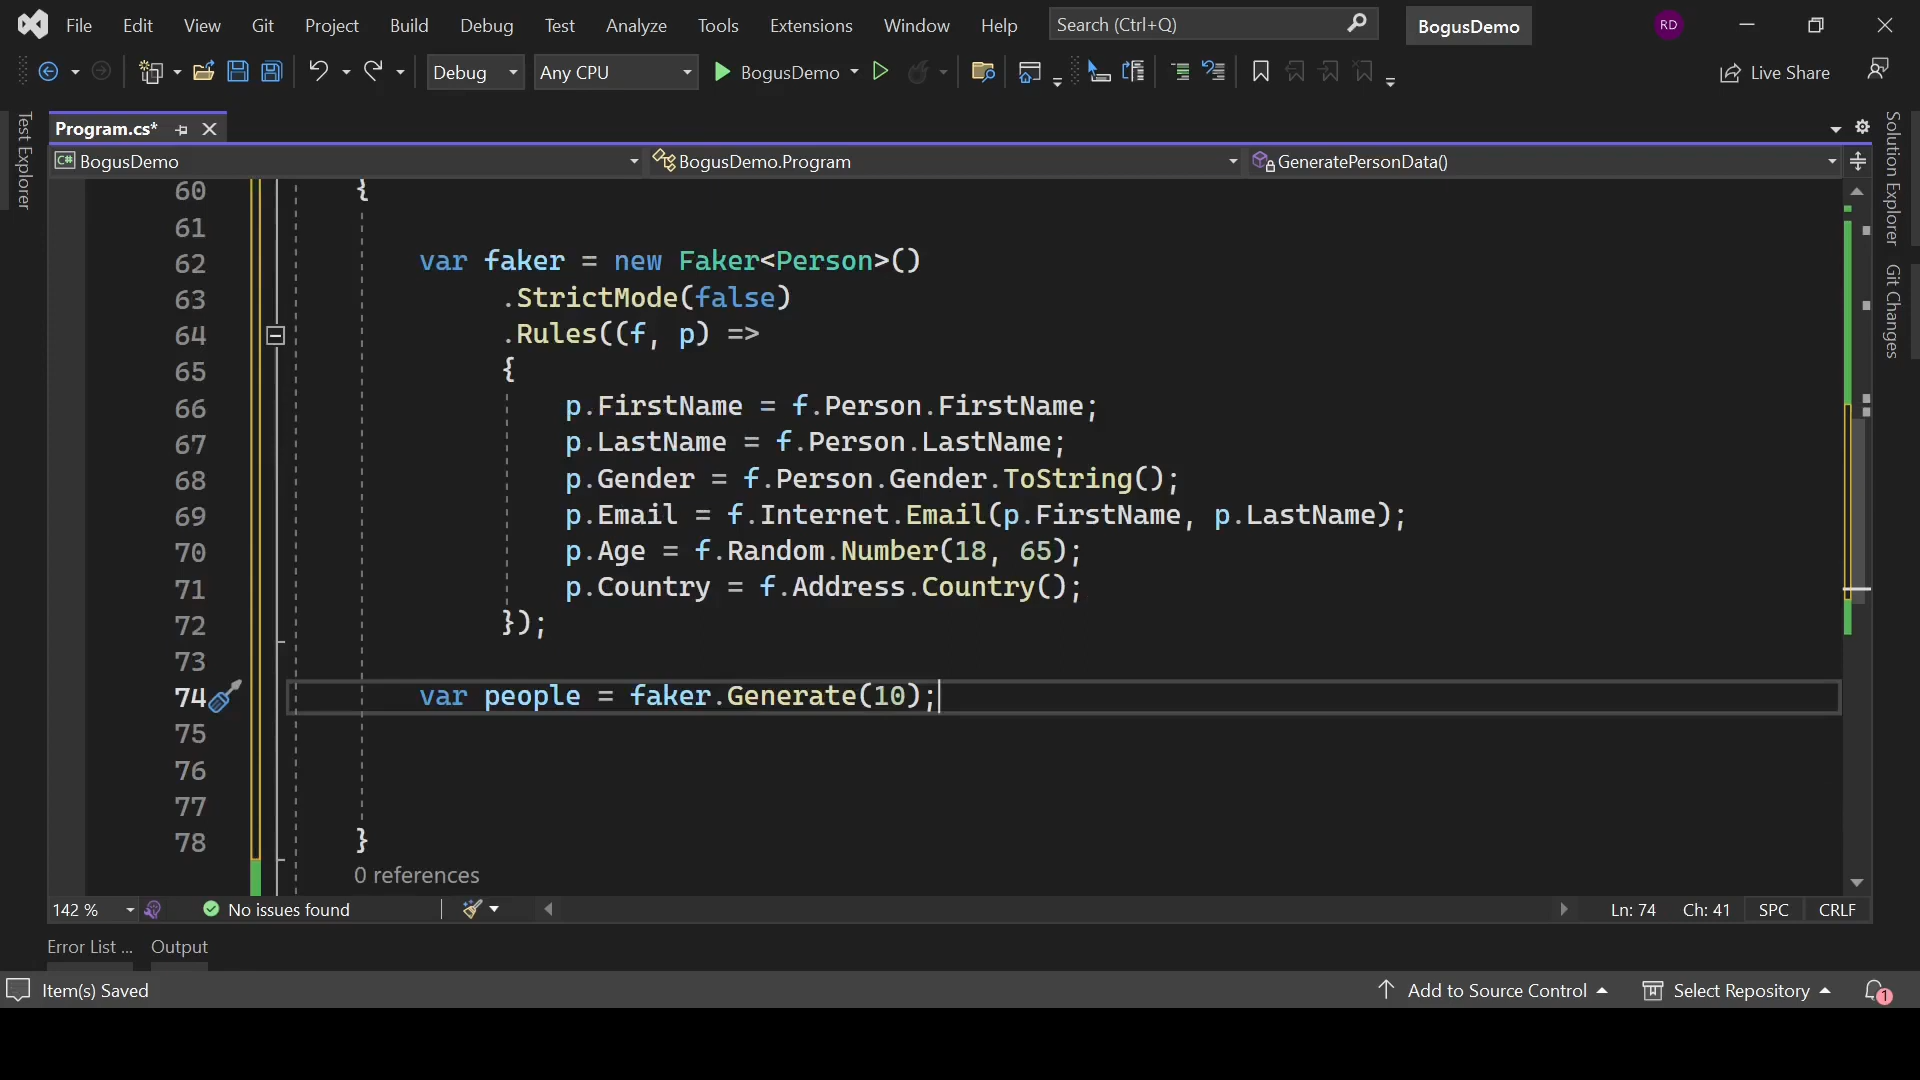 File Edit View Git Project Build Debug Test Analyze Tools Extensions Window Help Search (Ctrl+Q) BogusDemo RD
Debug Any CPU BogusDemo Live Share
Test Explorer
Program.cs*
BogusDemo BogusDemo.Program GeneratePersonData()
60 {
61
62 var faker = new Faker<Person>()
63 .StrictMode(false)
64 .Rules((f, p) =>
65 {
66 p.FirstName = f.Person.FirstName;
67 p.LastName = f.Person.LastName;
68 p.Gender = f.Person.Gender.ToString();
69 p.Email = f.Internet.Email(p.FirstName, p.LastName);
70 p.Age = f.Random.Number(18, 65);
71 p.Country = f.Address.Country();
72 });
73
74 var people = faker.Generate(10);
75
76
77
78 }
0 references
Solution Explorer
Git Changes
142 % No issues found Ln: 74 Ch: 41 SPC CRLF
Error List ... Output
Item(s) Saved Add to Source Control Select Repository 1